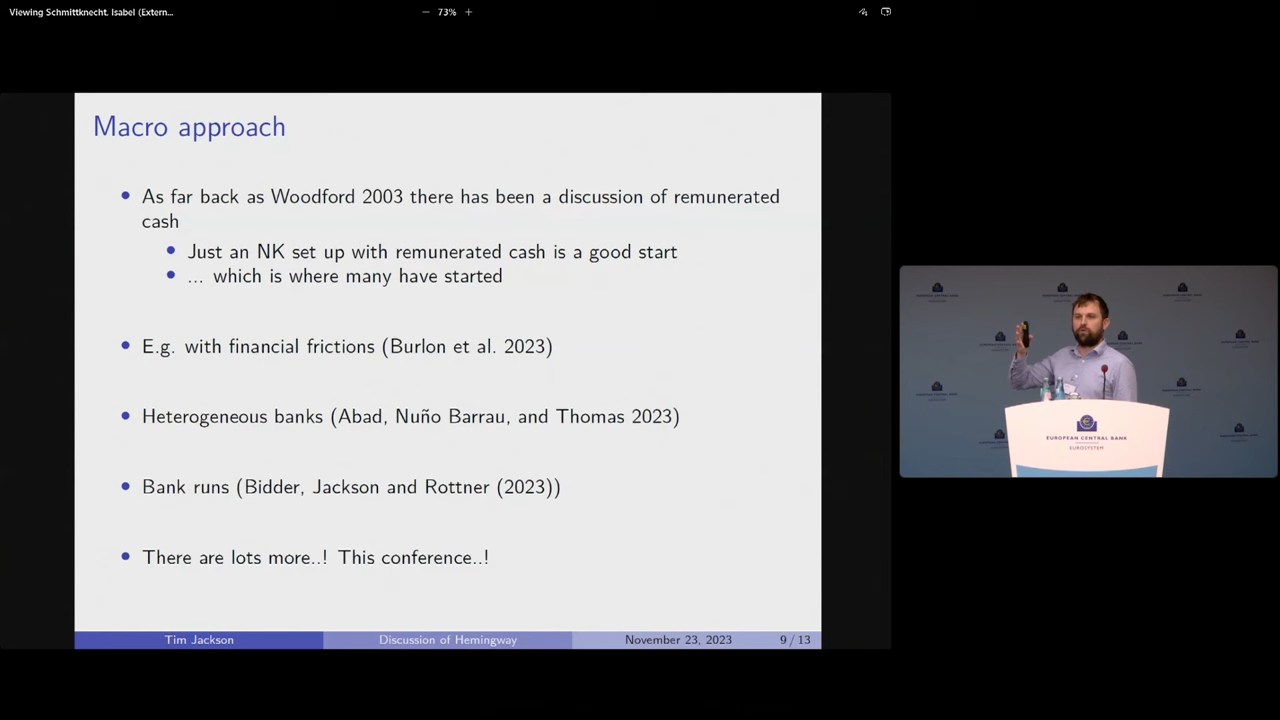 Viewing Schmittknecht, Isabel (Extern...
− 73% +
Macro approach
• As far back as Woodford 2003 there has been a discussion of remunerated
cash
• Just an NK set up with remunerated cash is a good start
• ... which is where many have started
• E.g. with financial frictions (Burlon et al. 2023)
• Heterogeneous banks (Abad, Nuño Barrau, and Thomas 2023)
• Bank runs (Bidder, Jackson and Rottner (2023))
• There are lots more..! This conference..!
Tim Jackson Discussion of Hemingway November 23, 2023 9 / 13
EUROPEAN CENTRAL BANK
EUROSYSTEM